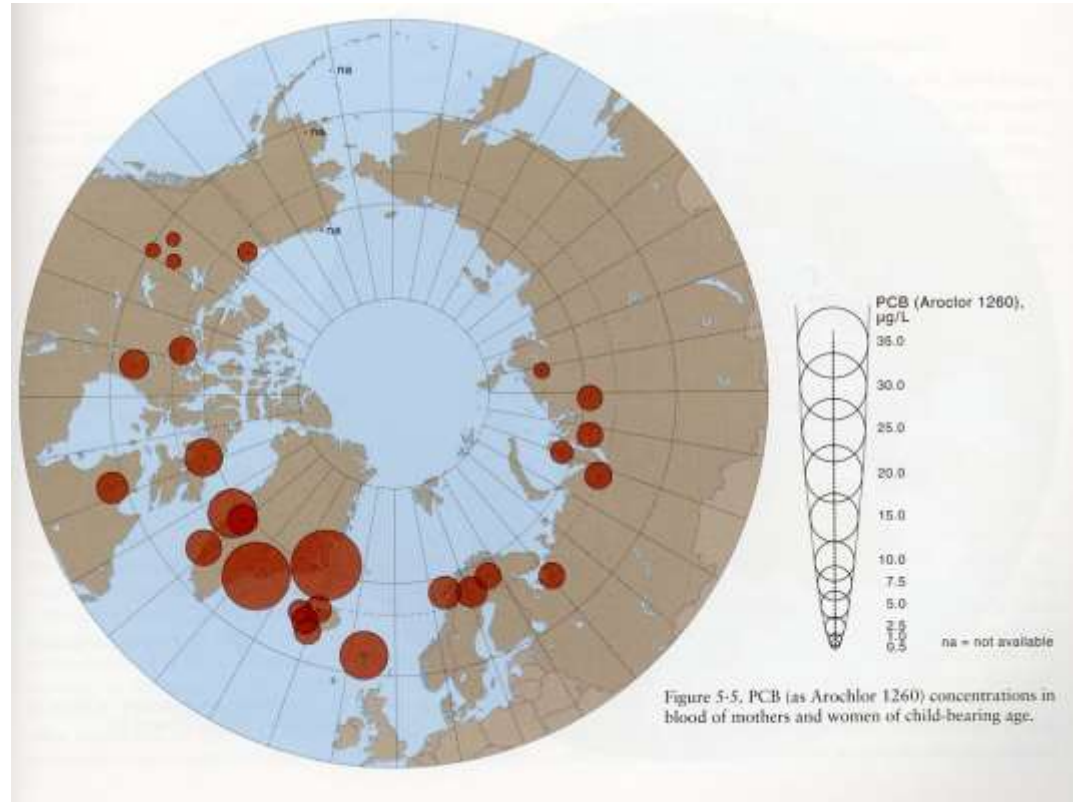 na
na
na
PCB (Aroclor 1260),
µg/L
35.0
30.0
25.0
20.0
15.0
10.0
7.5
5.0
2.5
1.0
0.5
na = not available
Figure 5-5. PCB (as Arochlor 1260) concentrations in
blood of mothers and women of child-bearing age.